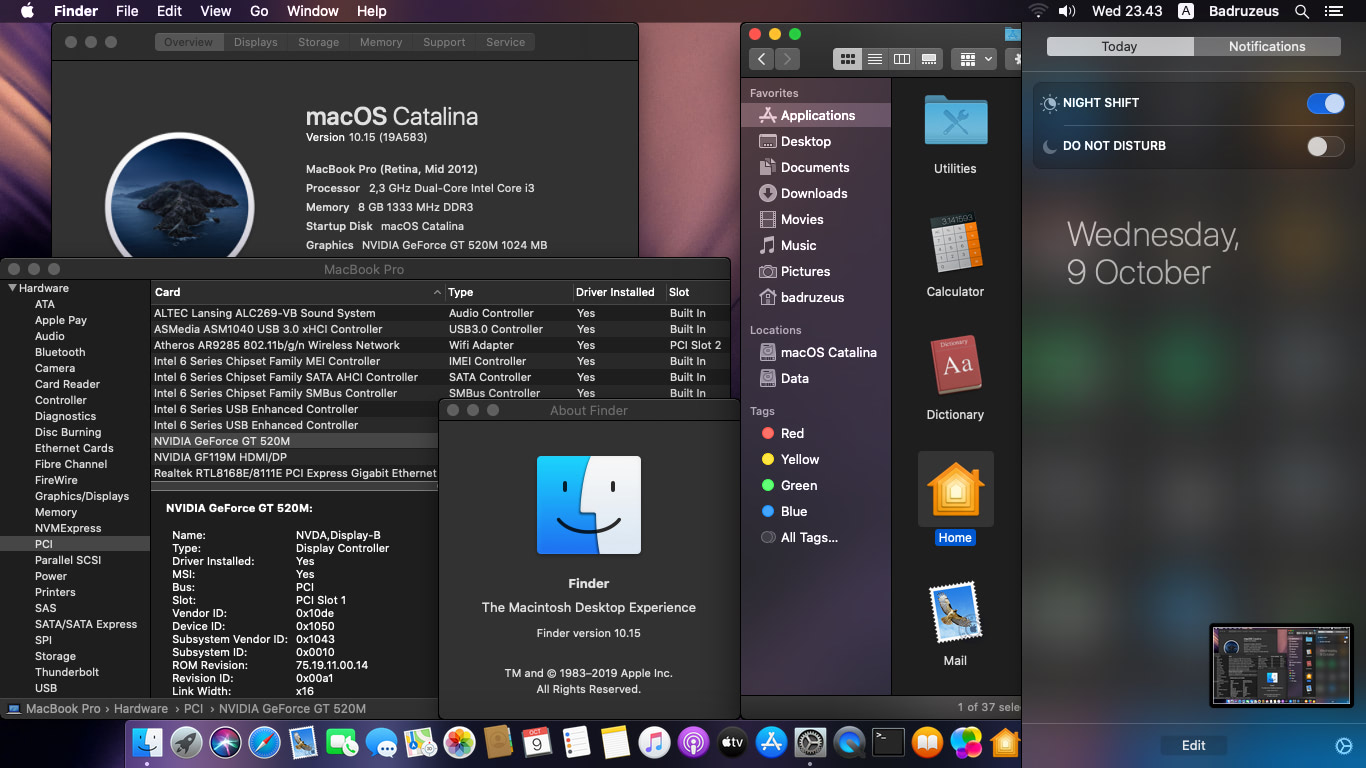 Finder File Edit View Go Window Help
Wed 23.43 A Badruzeus
Overview Displays Storage Memory Support Service
macOS Catalina
Version 10.15 (19A583)
MacBook Pro (Retina, Mid 2012)
Processor 2,3 GHz Dual-Core Intel Core i3
Memory 8 GB 1333 MHz DDR3
Startup Disk macOS Catalina
Graphics NVIDIA GeForce GT 520M 1024 MB
MacBook Pro
Hardware
ATA
Apple Pay
Audio
Bluetooth
Camera
Card Reader
Controller
Diagnostics
Disc Burning
Ethernet Cards
Fibre Channel
FireWire
Graphics/Displays
Memory
NVMExpress
PCI
Parallel SCSI
Power
Printers
SAS
SATA/SATA Express
SPI
Storage
Thunderbolt
USB
Card Type Driver Installed Slot
ALTEC Lansing ALC269-VB Sound System Audio Controller Yes Built In
ASMedia ASM1040 USB 3.0 xHCI Controller USB3.0 Controller Yes Built In
Atheros AR9285 802.11b/g/n Wireless Network Wifi Adapter Yes PCI Slot 2
Intel 6 Series Chipset Family MEI Controller IMEI Controller Yes Built In
Intel 6 Series Chipset Family SATA AHCI Controller SATA Controller Yes Built In
Intel 6 Series Chipset Family SMBus Controller SMBus Controller Yes Built In
Intel 6 Series USB Enhanced Controller
Intel 6 Series USB Enhanced Controller
NVIDIA GeForce GT 520M
NVIDIA GF119M HDMI/DP
Realtek RTL8168E/8111E PCI Express Gigabit Ethernet
NVIDIA GeForce GT 520M:
Name: NVDA,Display-B
Type: Display Controller
Driver Installed: Yes
MSI: Yes
Bus: PCI
Slot: PCI Slot 1
Vendor ID: 0x10de
Device ID: 0x1050
Subsystem Vendor ID: 0x1043
Subsystem ID: 0x0010
ROM Revision: 75.19.11.00.14
Revision ID: 0x00a1
Link Width: x16
MacBook Pro › Hardware › PCI › NVIDIA GeForce GT 520M
About Finder
Finder
The Macintosh Desktop Experience
Finder version 10.15
TM and © 1983–2019 Apple Inc.
All Rights Reserved.
Favorites
Applications
Desktop
Documents
Downloads
Movies
Music
Pictures
badruzeus
Locations
macOS Catalina
Data
Tags
Red
Yellow
Green
Blue
All Tags...
Utilities
3,141593
Calculator
Dictionary
Aa
Dictionary
Home
Mail
1 of 37 sele
Today Notifications
NIGHT SHIFT
DO NOT DISTURB
Wednesday,
9 October
Edit
OCT
9
tv